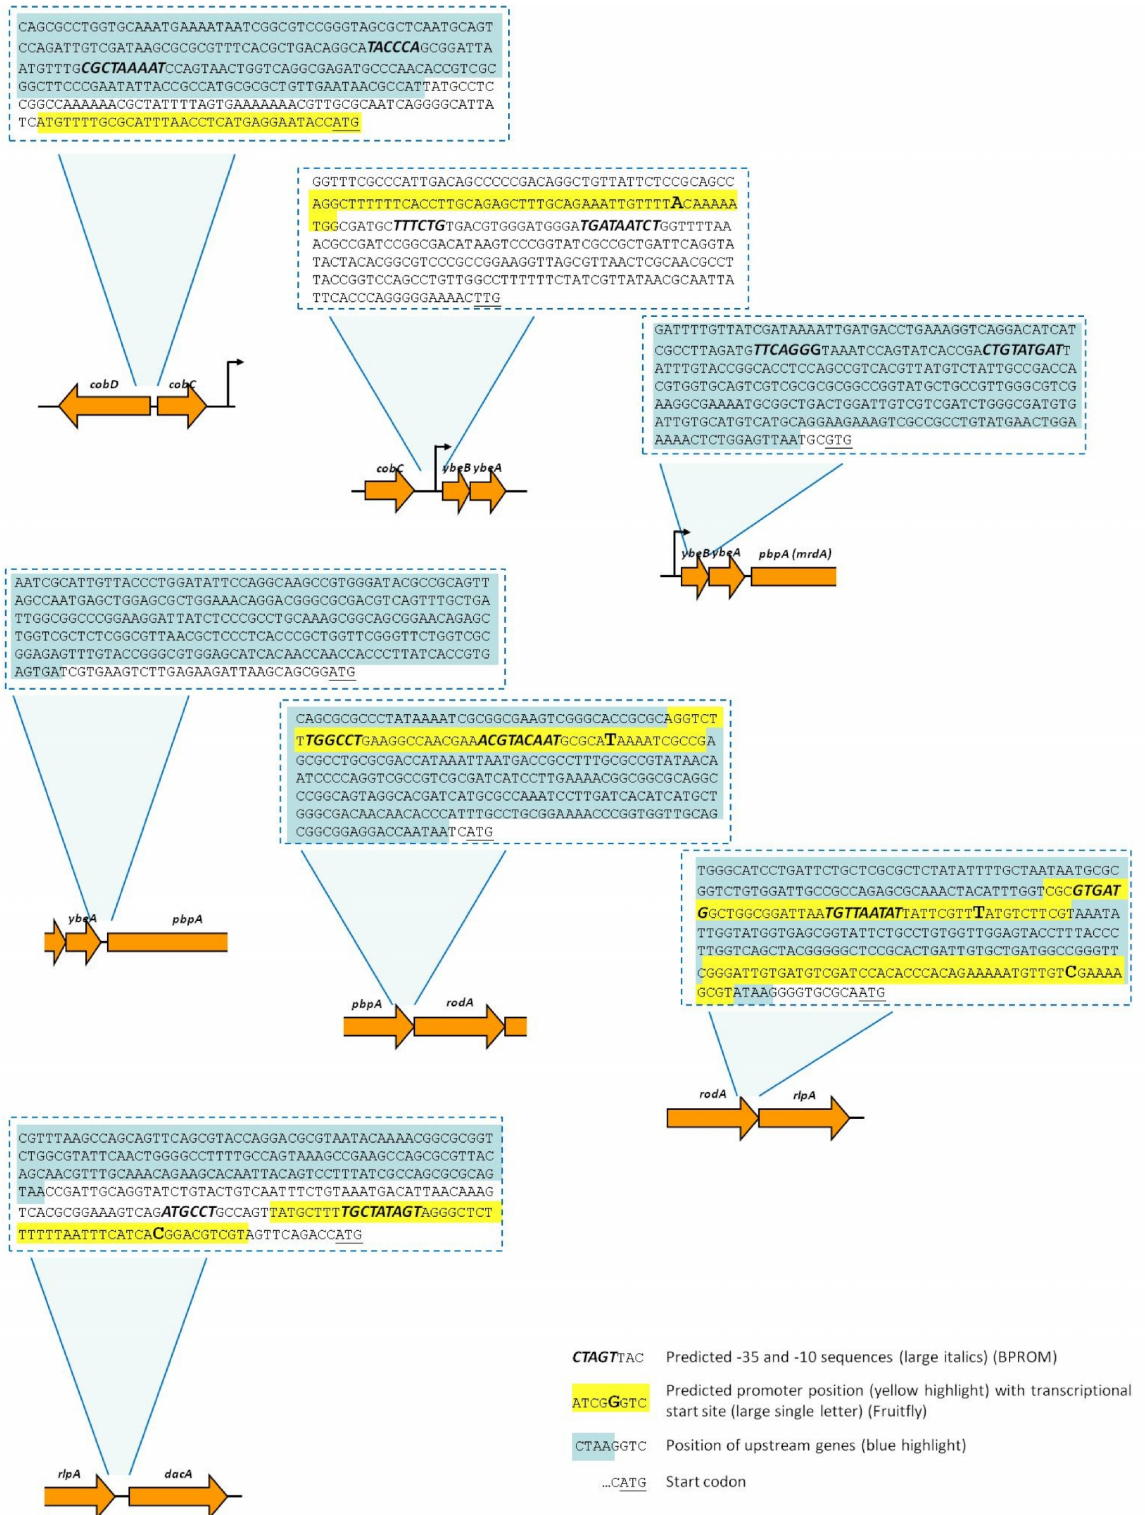 CAGCGCCTGGTGCAAATGAAAATAATCGGCGTCCGGGTAGCGCTCAATGCAGT
CCAGATTGTCGATAAGCGCGCGTTTCACGCTGACAGGCATACCCAGCGGATTA
ATGTTTGCGCTAAAATCCAGTAACTGGTCAGGCGAGATGCCCAACACCGTCGC
GGCTTCCCGAATATTACCGCCATGCGCGCTGTTGAATAACGCCATTATGCCTC
CGGCCAAAAAACGCTATTTTAGTGAAAAAAACGTTGCGCAATCAGGGGCATTA
TCATGTTTTGCGCATTTAACCTCATGAGGAATACCATG
cobD cobC
GGTTTCGCCCATTGACAGCCCCCGACAGGCTGTTATTCTCCGCAGCC
AGGCTTTTTTCACCTTGCAGAGCTTTGCAGAAATTGTTTTACAAAAA
TGGCGATGCTTTCTGTGACGTGGGATGGGATGATAATCTGGTTTTAA
ACGCCGATCCGGCGACATAAGTCCCGGTATCGCCGCTGATTCAGGTA
TACTACACGGCGTCCCGCCGGAAGGTTAGCGTTAACTCGCAACGCCT
TACCGGTCCAGCCTGTTGGCCTTTTTTCTATCGTTATAACGCAATTA
TTCACCCAGGGGGAAAACTTG
cobC ybeB ybeA
GATTTTGTTATCGATAAAATTGATGACCTGAAAGGTCAGGACATCAT
CGCCTTAGATGTTCAGGGTAAATCCAGTATCACCGACTGTATGATT
ATTTGTACCGGCACCTCCAGCCGTCACGTTATGTCTATTGCCGACCA
CGTGGTGCAGTCGTCGCGCGCGGCCGGTATGCTGCCGTTGGGCGTCG
AAGGCGAAAATGCGGCTGACTGGATTGTCGTCGATCTGGGCGATGTG
ATTGTGCATGTCATGCAGGAAGAAAGTCGCCGCCTGTATGAACTGGA
AAAACTCTGGAGTTAATGCGTG
ybeB ybeA pbpA (mrdA)
AATCGCATTGTTACCCTGGATATTCCAGGCAAGCCGTGGGATACGCCGCAGTT
AGCCAATGAGCTGGAGCGCTGGAAACAGGACGGGCGCGACGTCAGTTTGCTGA
TTGGCGGCCCGGAAGGATTATCTCCCGCCTGCAAAGCGGCAGCGGAACAGAGC
TGGTCGCTCTCGGCGTTAACGCTCCCTCACCCGCTGGTTCGGGTTCTGGTCGC
GGAGAGTTTGTACCGGGCGTGGAGCATCACAACCAACCACCCTTATCACCGTG
AGTGATCGTGAAGTCTTGAGAAGATTAAGCAGCGGATG
ybeA pbpA
CAGCGCGCCCTATAAAATCGCGGCGAAGTCGGGCACCGCGCAGGTCT
TTGGCCTGAAGGCCAACGAAACGTACAATGCGCATAAAATCGCCGA
GCGCCTGCGCGACCATAAATTAATGACCGCCTTTGCGCCGTATAACA
ATCCCCAGGTCGCCGTCGCGATCATCCTTGAAAACGGCGGCGCAGGC
CCGGCAGTAGGCACGATCATGCGCCAAATCCTTGATCACATCATGCT
GGGCGACAACAACACCCATTTGCCTGCGGAAAACCCGGTGGTTGCAG
CGGCGGAGGACCAATAATCATG
pbpA rodA
TGGGCATCCTGATTCTGCTCGCGCTCTATATTTTGCTAATAATGCGC
GGTCTGTGGATTGCCGCCAGAGCGCAAACTACATTTGGTCGCGTGAT
GGCTGGCGGATTAATGTTAATATTATTCGTTTATGTCTTCGTAAATA
TTGGTATGGTGAGCGGTATTCTGCCTGTGGTTGGAGTACCTTTACCC
TTGGTCAGCTACGGGGGCTCCGCACTGATTGTGCTGATGGCCGGGTT
CGGGATTGTGATGTCGATCCACACCCACAGAAAAATGTTGTCGAAAA
GCGTATAAGGGGTGCGCAATG
rodA rlpA
CGTTTAAGCCAGCAGTTCAGCGTACCAGGACGCGTAATACAAAACGGCGCGGT
CTGGCGTATTCAACTGGGGCCTTTTGCCAGTAAAGCCGAAGCCAGCGCGTTAC
AGCAACGTTTGCAAACAGAAGCACAATTACAGTCCTTTATCGCCAGCGCGCAG
TAACCGATTGCAGGTATCTGTACTGTCAATTTCTGTAAATGACATTAACAAAG
TCACGCGGAAAGTCAGATGCCTGCCAGTTATGCTTTTGCTATAGTAGGGCTCT
TTTTTAATTTCATCACGGACGTCGTAGTTCAGACCATG
rlpA dacA
CTAGTTAC Predicted -35 and -10 sequences (large italics) (BPROM)
ATCGGGTC Predicted promoter position (yellow highlight) with transcriptional
start site (large single letter) (Fruitfly)
CTAAGGTC Position of upstream genes (blue highlight)
...CATG Start codon